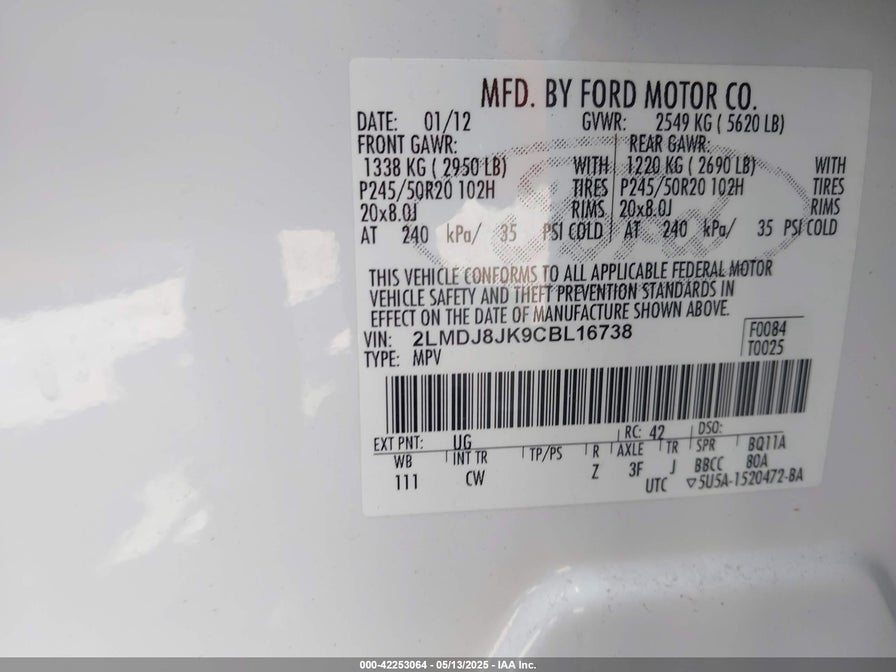 MFD. BY FORD MOTOR CO.
DATE: 01/12 GVWR: 2549 KG ( 5620 LB)
FRONT GAWR: REAR GAWR:
1338 KG ( 2950 LB) WITH 1220 KG ( 2690 LB) WITH
P245/50R20 102H TIRES P245/50R20 102H TIRES
20x8.0J RIMS 20x8.0J RIMS
AT 240 kPa/ 35 PSI COLD AT 240 kPa/ 35 PSI COLD
THIS VEHICLE CONFORMS TO ALL APPLICABLE FEDERAL MOTOR
VEHICLE SAFETY AND THEFT PREVENTION STANDARDS IN
EFFECT ON THE DATE OF MANUFACTURE SHOWN ABOVE.
VIN: 2LMDJ8JK9CBL16738 F0084
TYPE: MPV T0025
EXT PNT: UG RC: 42 DSO:
WB INT TR TP/PS R AXLE TR SPR BQ11A
111 CW Z 3F J BBCC 80A
UTC ▽5U5A-1520472-BA
000-42253064 - 05/13/2025 - IAA Inc.